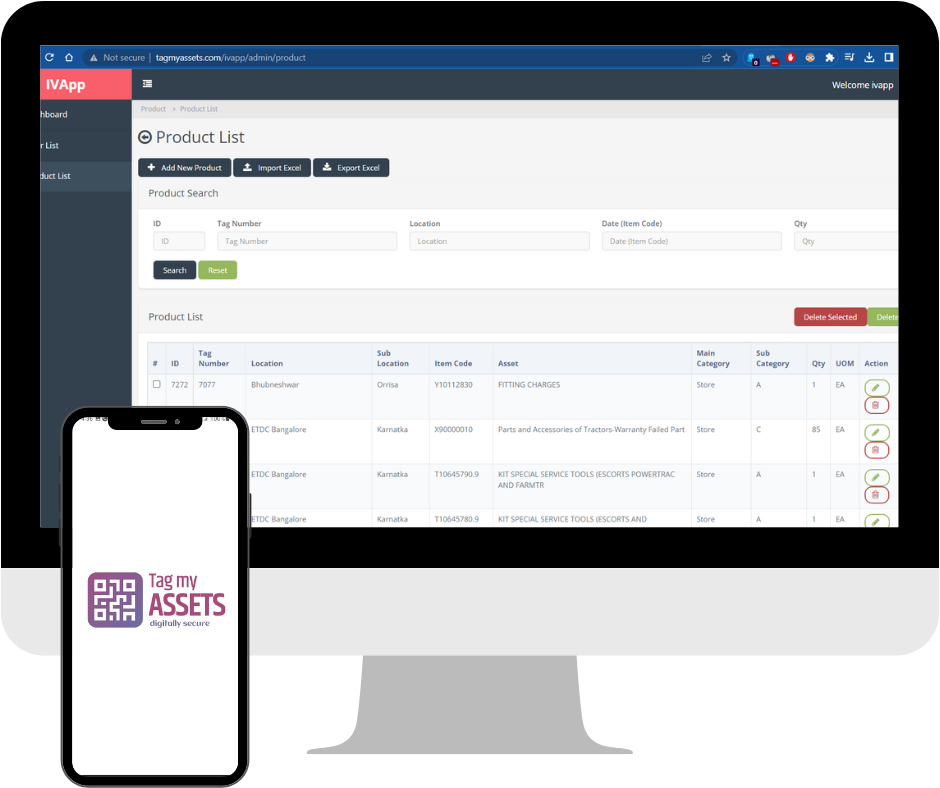 Not secure | tagmyassets.com/ivapp/admin/product
IVApp
Welcome ivapp
hboard
r List
duct List
Product > Product List
Product List
Add New Product
Import Excel
Export Excel
Product Search
ID Tag Number Location Date (Item Code) Qty
ID Tag Number Location Date (Item Code) Qty
Search Reset
Product List
Delete Selected Delete
# ID Tag Number Location Sub Location Item Code Asset Main Category Sub Category Qty UOM Action
7272 7077 Bhubneshwar Orrisa Y10112830 FITTING CHARGES Store A 1 EA
ETDC Bangalore Karnatka X90000010 Parts and Accessories of Tractors-Warranty Failed Part Store C 85 EA
ETDC Bangalore Karnatka T10645790.9 KIT SPECIAL SERVICE TOOLS (ESCORTS POWERTRAC Store A 1 EA
AND FARMTR
ETDC Bangalore Karnatka T10645780.9 KIT SPECIAL SERVICE TOOLS (ESCORTS AND Store A 1 EA
Tag my
ASSETS
digitally secure